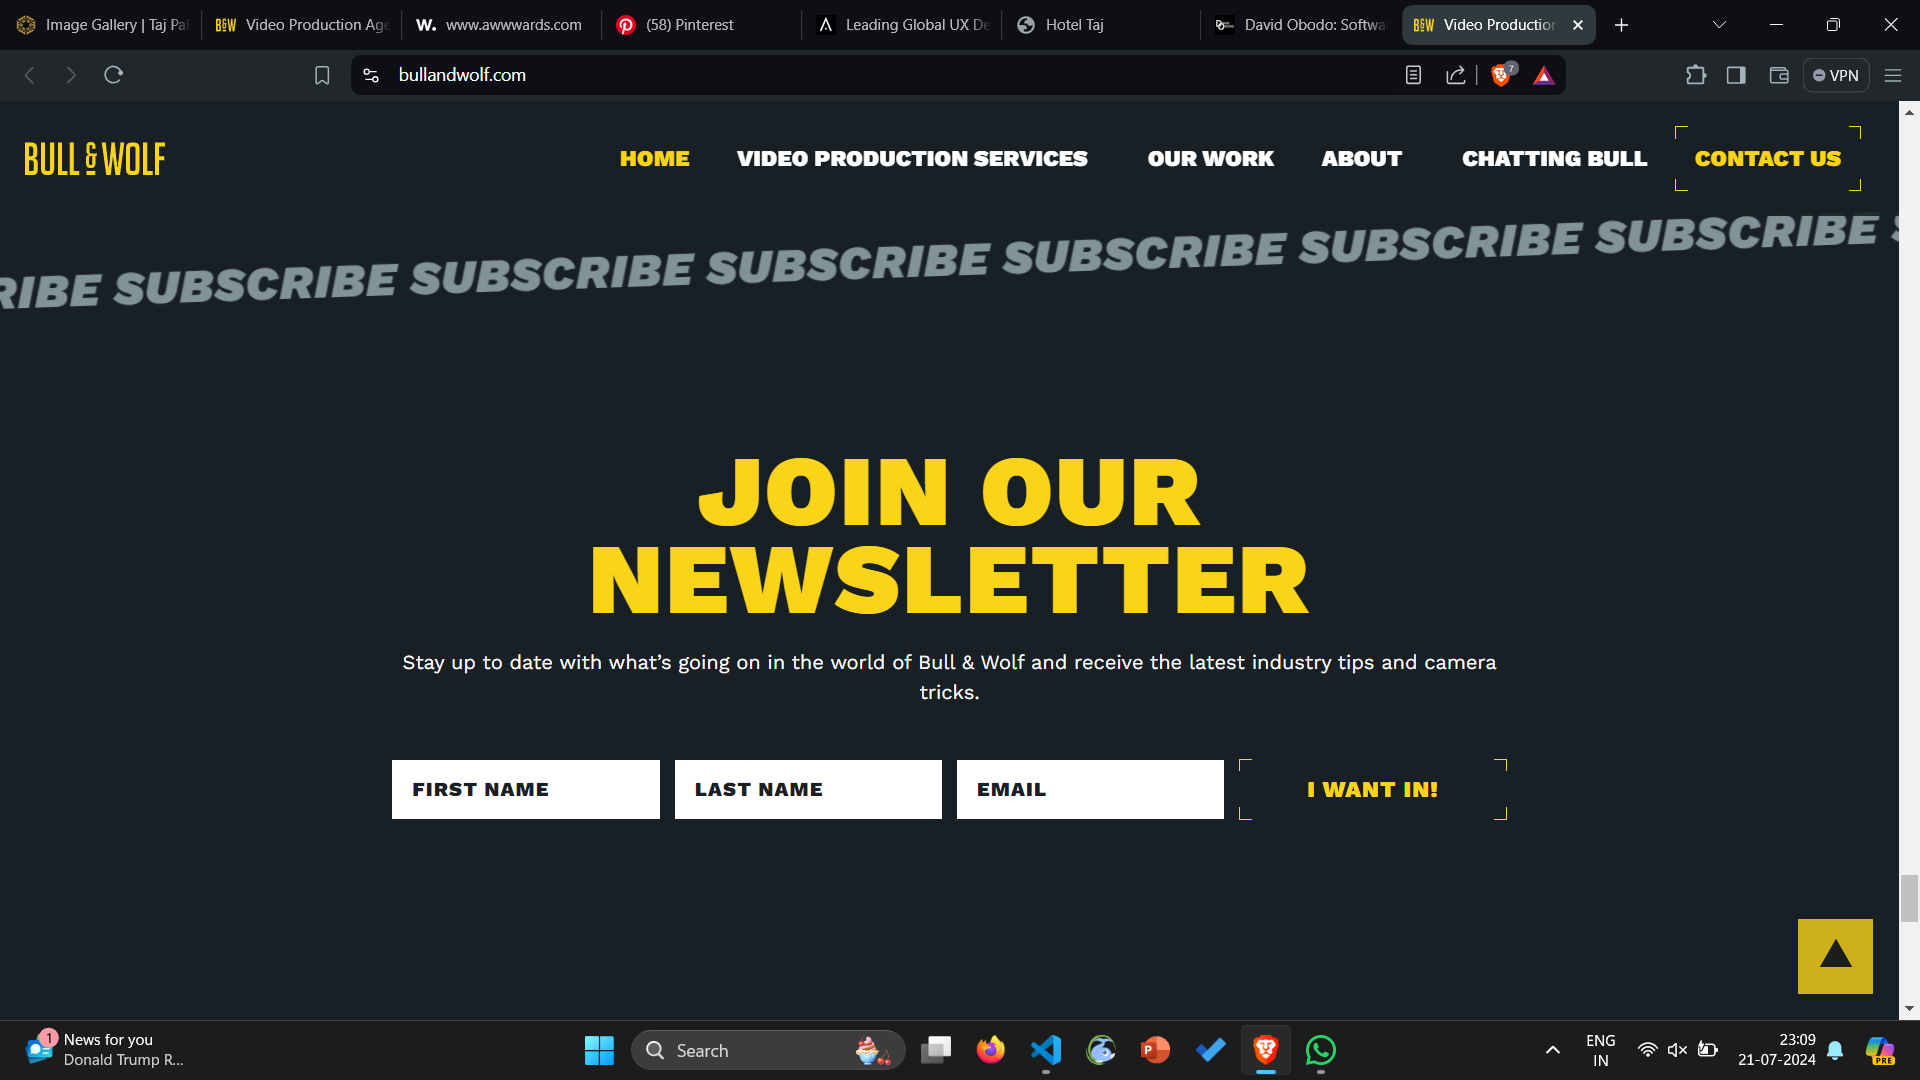 Image Gallery | Taj Pal
Video Production Age
www.awwwards.com
(58) Pinterest
Leading Global UX De
Hotel Taj
David Obodo: Softwa
Video Production
bullandwolf.com
7
VPN
BULL & WOLF
HOME
VIDEO PRODUCTION SERVICES
OUR WORK
ABOUT
CHATTING BULL
CONTACT US
RIBE SUBSCRIBE SUBSCRIBE SUBSCRIBE SUBSCRIBE SUBSCRIBE SUBSCRIBE S
JOIN OUR
NEWSLETTER
Stay up to date with what’s going on in the world of Bull & Wolf and receive the latest industry tips and camera
tricks.
FIRST NAME
LAST NAME
EMAIL
I WANT IN!
1
News for you
Donald Trump R...
Search
ENG
IN
23:09
21-07-2024
PRE